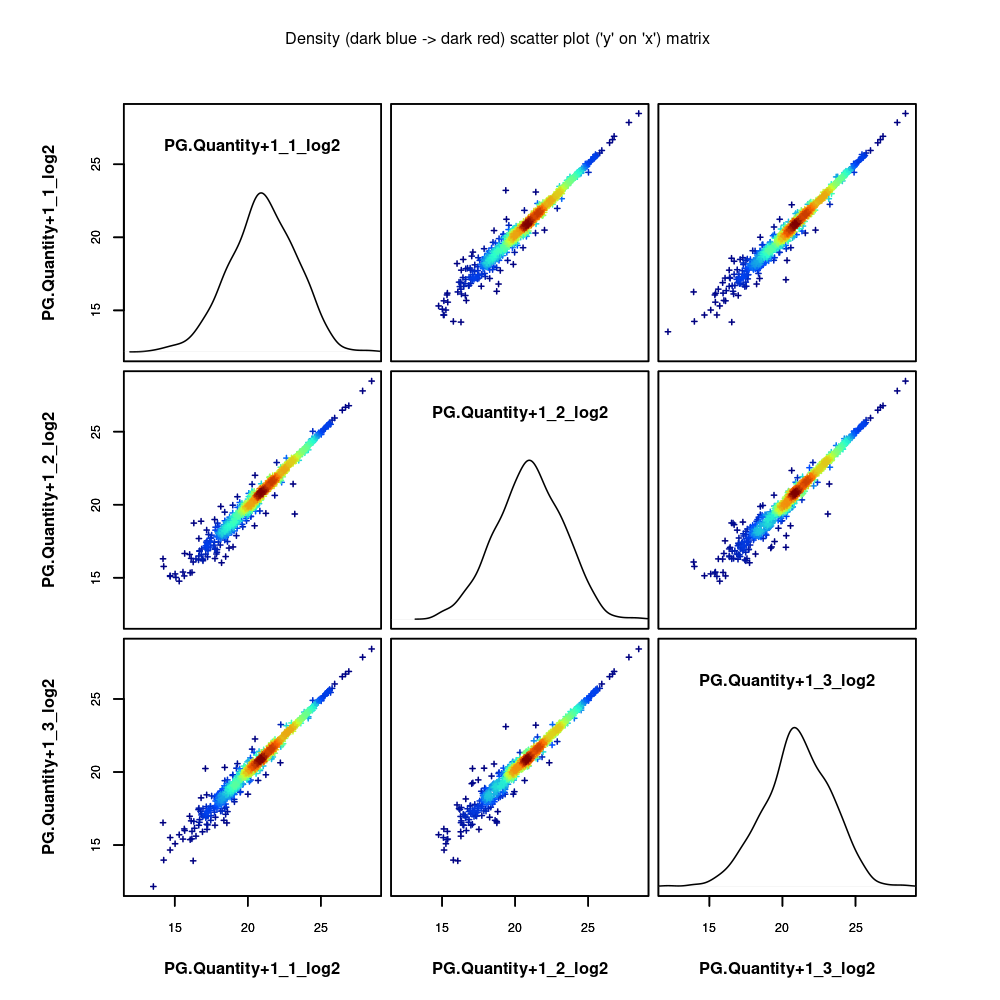 Density (dark blue -> dark red) scatter plot ('y' on 'x') matrix
PG.Quantity+1_1_log2
PG.Quantity+1_1_log2
25
20
15
PG.Quantity+1_2_log2
PG.Quantity+1_2_log2
25
20
15
PG.Quantity+1_3_log2
PG.Quantity+1_3_log2
25
20
15
15 20 25 15 20 25 15 20 25
PG.Quantity+1_1_log2 PG.Quantity+1_2_log2 PG.Quantity+1_3_log2